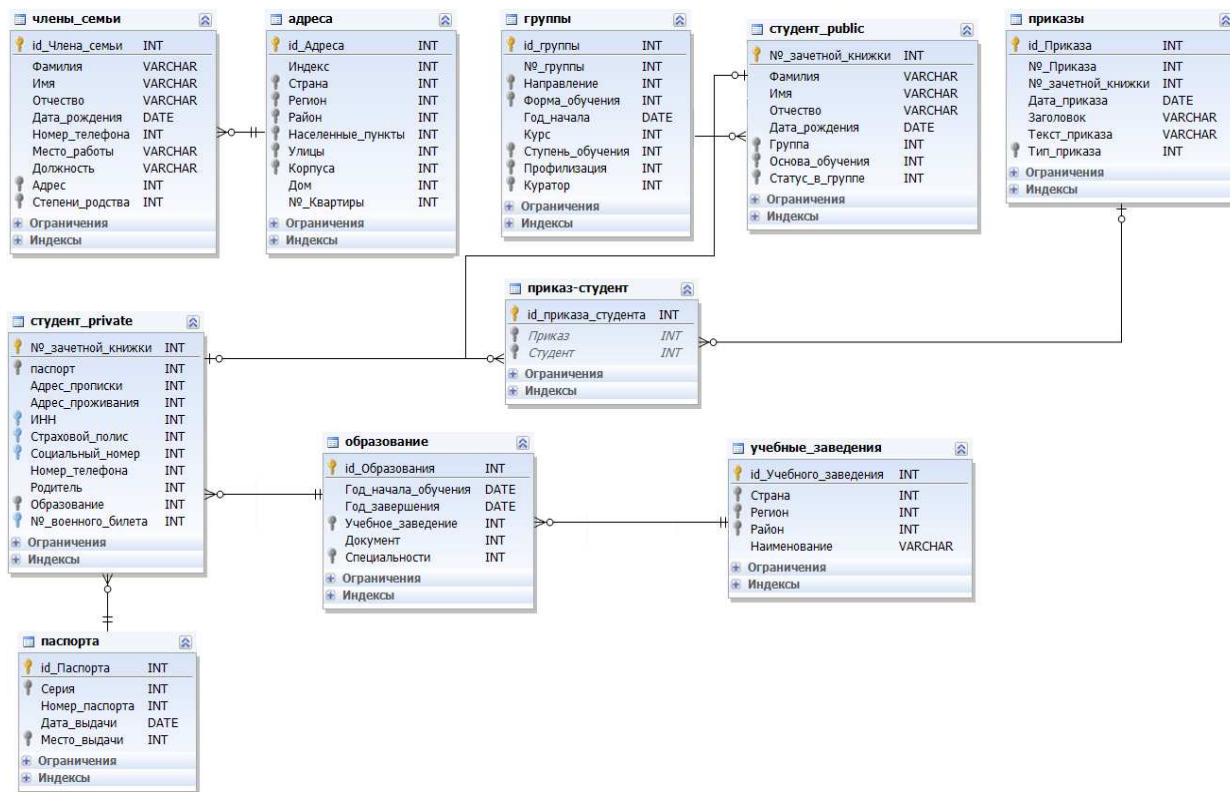 члены_семьи
id_Члена_семьи INT
Фамилия VARCHAR
Имя VARCHAR
Отчество VARCHAR
Дата_рождения DATE
Номер_телефона INT
Место_работы VARCHAR
Должность VARCHAR
Адрес INT
Степени_родства INT
Ограничения
Индексы
адреса
id_Адреса INT
Индекс INT
Страна INT
Регион INT
Район INT
Населенные_пункты INT
Улицы INT
Корпуса INT
Дом INT
№_Квартиры INT
Ограничения
Индексы
группы
id_группы INT
№_группы INT
Направление INT
Форма_обучения INT
Год_начала DATE
Курс INT
Ступень_обучения INT
Профилизация INT
Куратор INT
Ограничения
Индексы
студент_public
№_зачетной_книжки INT
Фамилия VARCHAR
Имя VARCHAR
Отчество VARCHAR
Дата_рождения DATE
Группа INT
Основа_обучения INT
Статус_в_группе INT
Ограничения
Индексы
приказы
id_Приказа INT
№_Приказа INT
№_зачетной_книжки INT
Дата_приказа DATE
Заголовок VARCHAR
Текст_приказа VARCHAR
Тип_приказа INT
Ограничения
Индексы
приказ-студент
id_приказа_студента INT
Приказ INT
Студент INT
Ограничения
Индексы
студент_private
№_зачетной_книжки INT
паспорт INT
Адрес_прописки INT
Адрес_проживания INT
ИНН INT
Страховой_полис INT
Социальный_номер INT
Номер_телефона INT
Родитель INT
Образование INT
№_военного_билета INT
Ограничения
Индексы
образование
id_Образования INT
Год_начала_обучения DATE
Год_завершения DATE
Учебное_заведение INT
Документ INT
Специальности INT
Ограничения
Индексы
учебные_заведения
id_Учебного_заведения INT
Страна INT
Регион INT
Район INT
Наименование VARCHAR
Ограничения
Индексы
паспорта
id_Паспорта INT
Серия INT
Номер_паспорта INT
Дата_выдачи DATE
Место_выдачи INT
Ограничения
Индексы